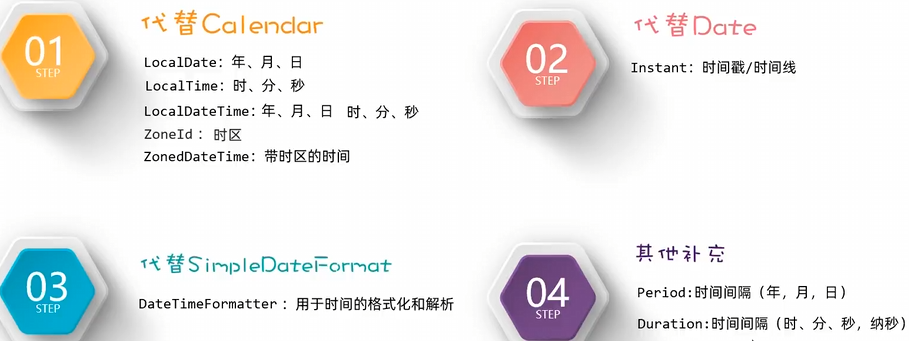 01
STEP
代替Calendar
LocalDate：年、月、日
LocalTime：时、分、秒
LocalDateTime：年、月、日 时、分、秒
ZoneId ：时区
ZonedDateTime：带时区的时间
02
STEP
代替Date
Instant：时间戳/时间线
03
STEP
代替SimpleDateFormat
DateTimeFormatter ：用于时间的格式化和解析
04
STEP
其他补充
Period:时间间隔（年，月，日）
Duration:时间间隔（时、分、秒，纳秒）